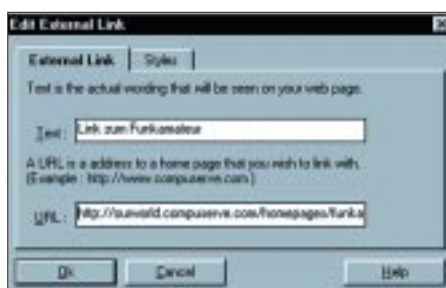 Edit External Link
External Link Styles
Text is the actual wording that will be seen on your web page.
Text: Link zum Funkamateur
A URL is a address to a home page that you wish to link with.
(Example : http://www.compuserve.com )
URL: http://ourworld.compuserve.com/homepages/funka
Ok Cancel Help